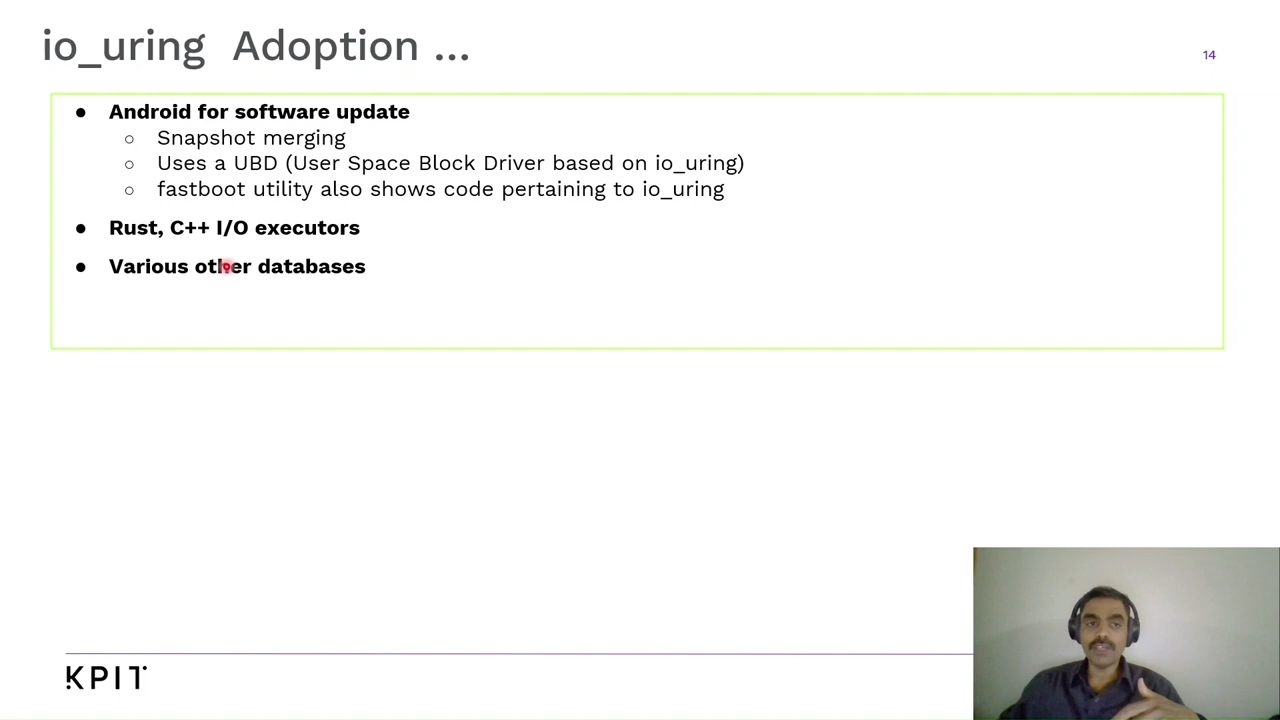 io_uring Adoption ...
14
● Android for software update
○ Snapshot merging
○ Uses a UBD (User Space Block Driver based on io_uring)
○ fastboot utility also shows code pertaining to io_uring
● Rust, C++ I/O executors
● Various other databases
KPIT